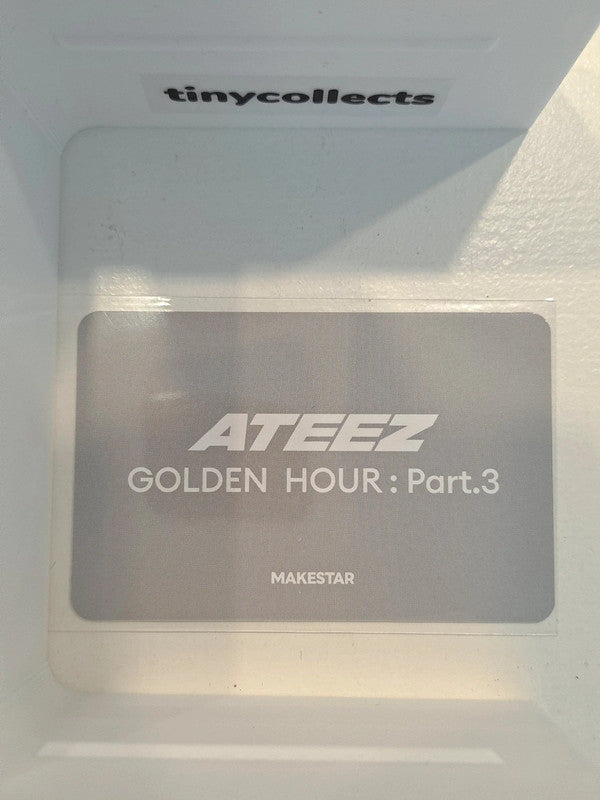 tinycollects
ATEEZ
GOLDEN HOUR : Part.3
MAKESTAR